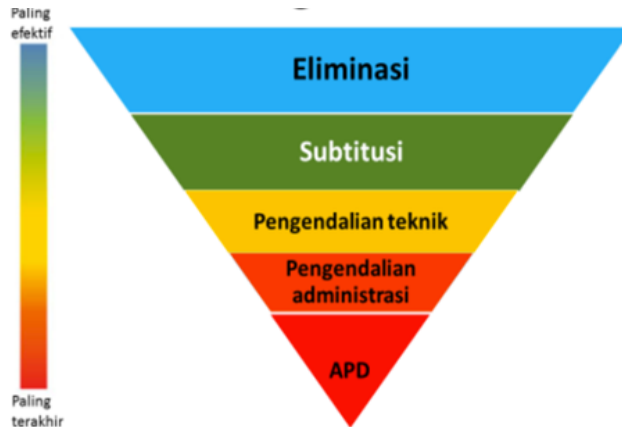 Paling
efektif
Eliminasi
Subtitusi
Pengendalian teknik
Pengendalian
administrasi
APD
Paling
terakhir